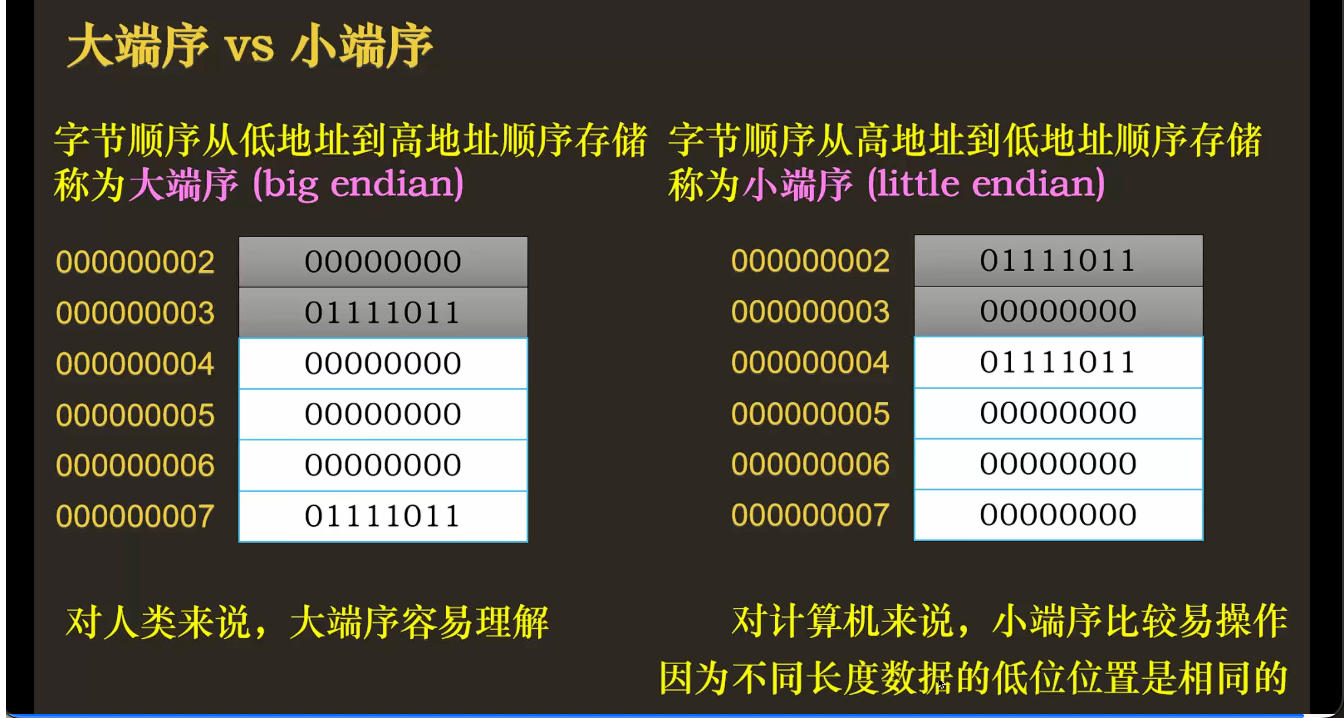 大端序 vs 小端序
字节顺序从低地址到高地址顺序存储
称为大端序 (big endian)
000000002 00000000
000000003 01111011
000000004 00000000
000000005 00000000
000000006 00000000
000000007 01111011
对人类来说，大端序容易理解
字节顺序从高地址到低地址顺序存储
称为小端序 (little endian)
000000002 01111011
000000003 00000000
000000004 01111011
000000005 00000000
000000006 00000000
000000007 00000000
对计算机来说，小端序比较易操作
因为不同长度数据的低位位置是相同的